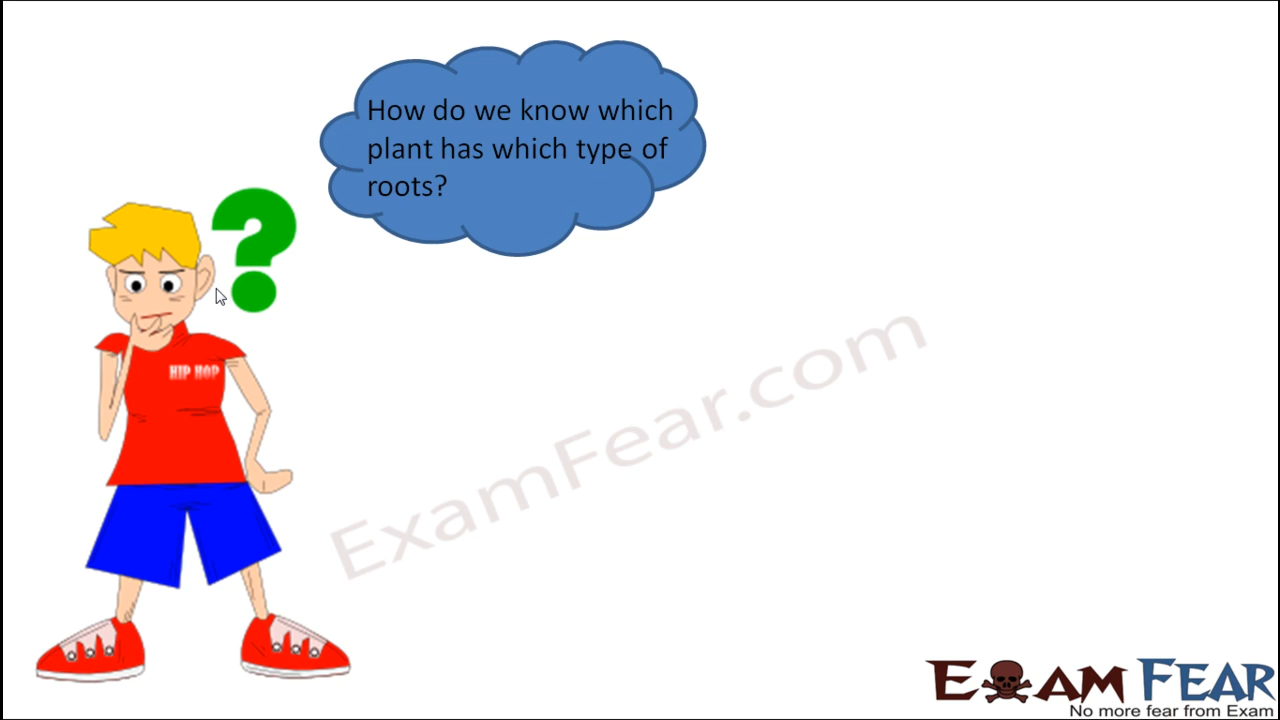 How do we know which
plant has which type of
roots?
HIP HOP
ExamFear.com
EXAM FEAR
No more fear from Exam